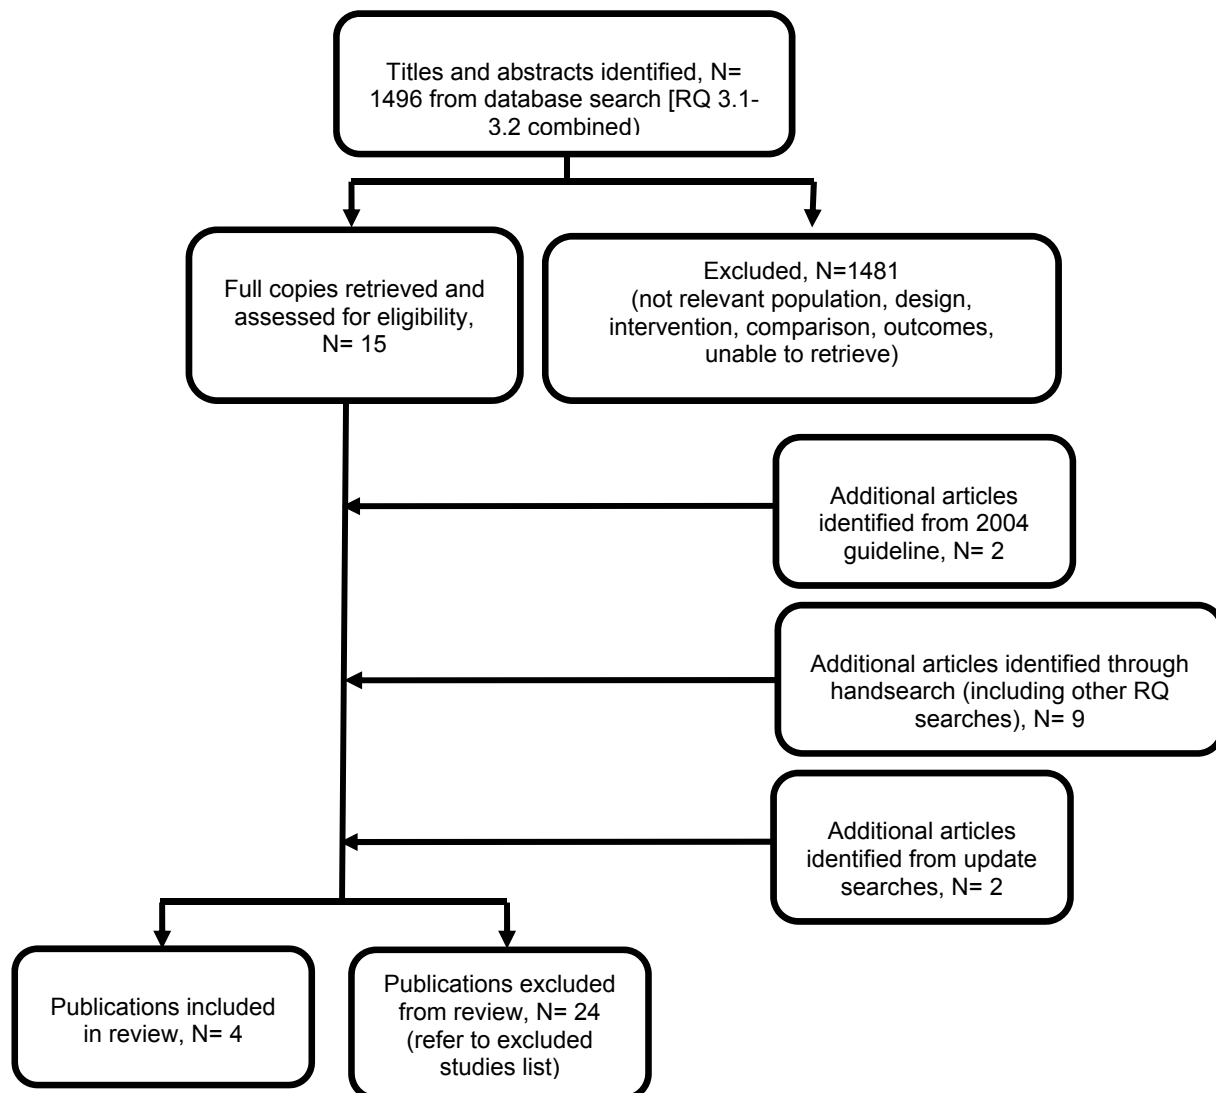 Titles and abstracts identified, N=
1496 from database search [RQ 3.1-
3.2 combined)
Full copies retrieved and
assessed for eligibility,
N= 15
Excluded, N=1481
(not relevant population, design,
intervention, comparison, outcomes,
unable to retrieve)
Additional articles
identified from 2004
guideline, N= 2
Additional articles identified through
handsearch (including other RQ
searches), N= 9
Additional articles
identified from update
searches, N= 2
Publications included
in review, N= 4
Publications excluded
from review, N= 24
(refer to excluded
studies list)